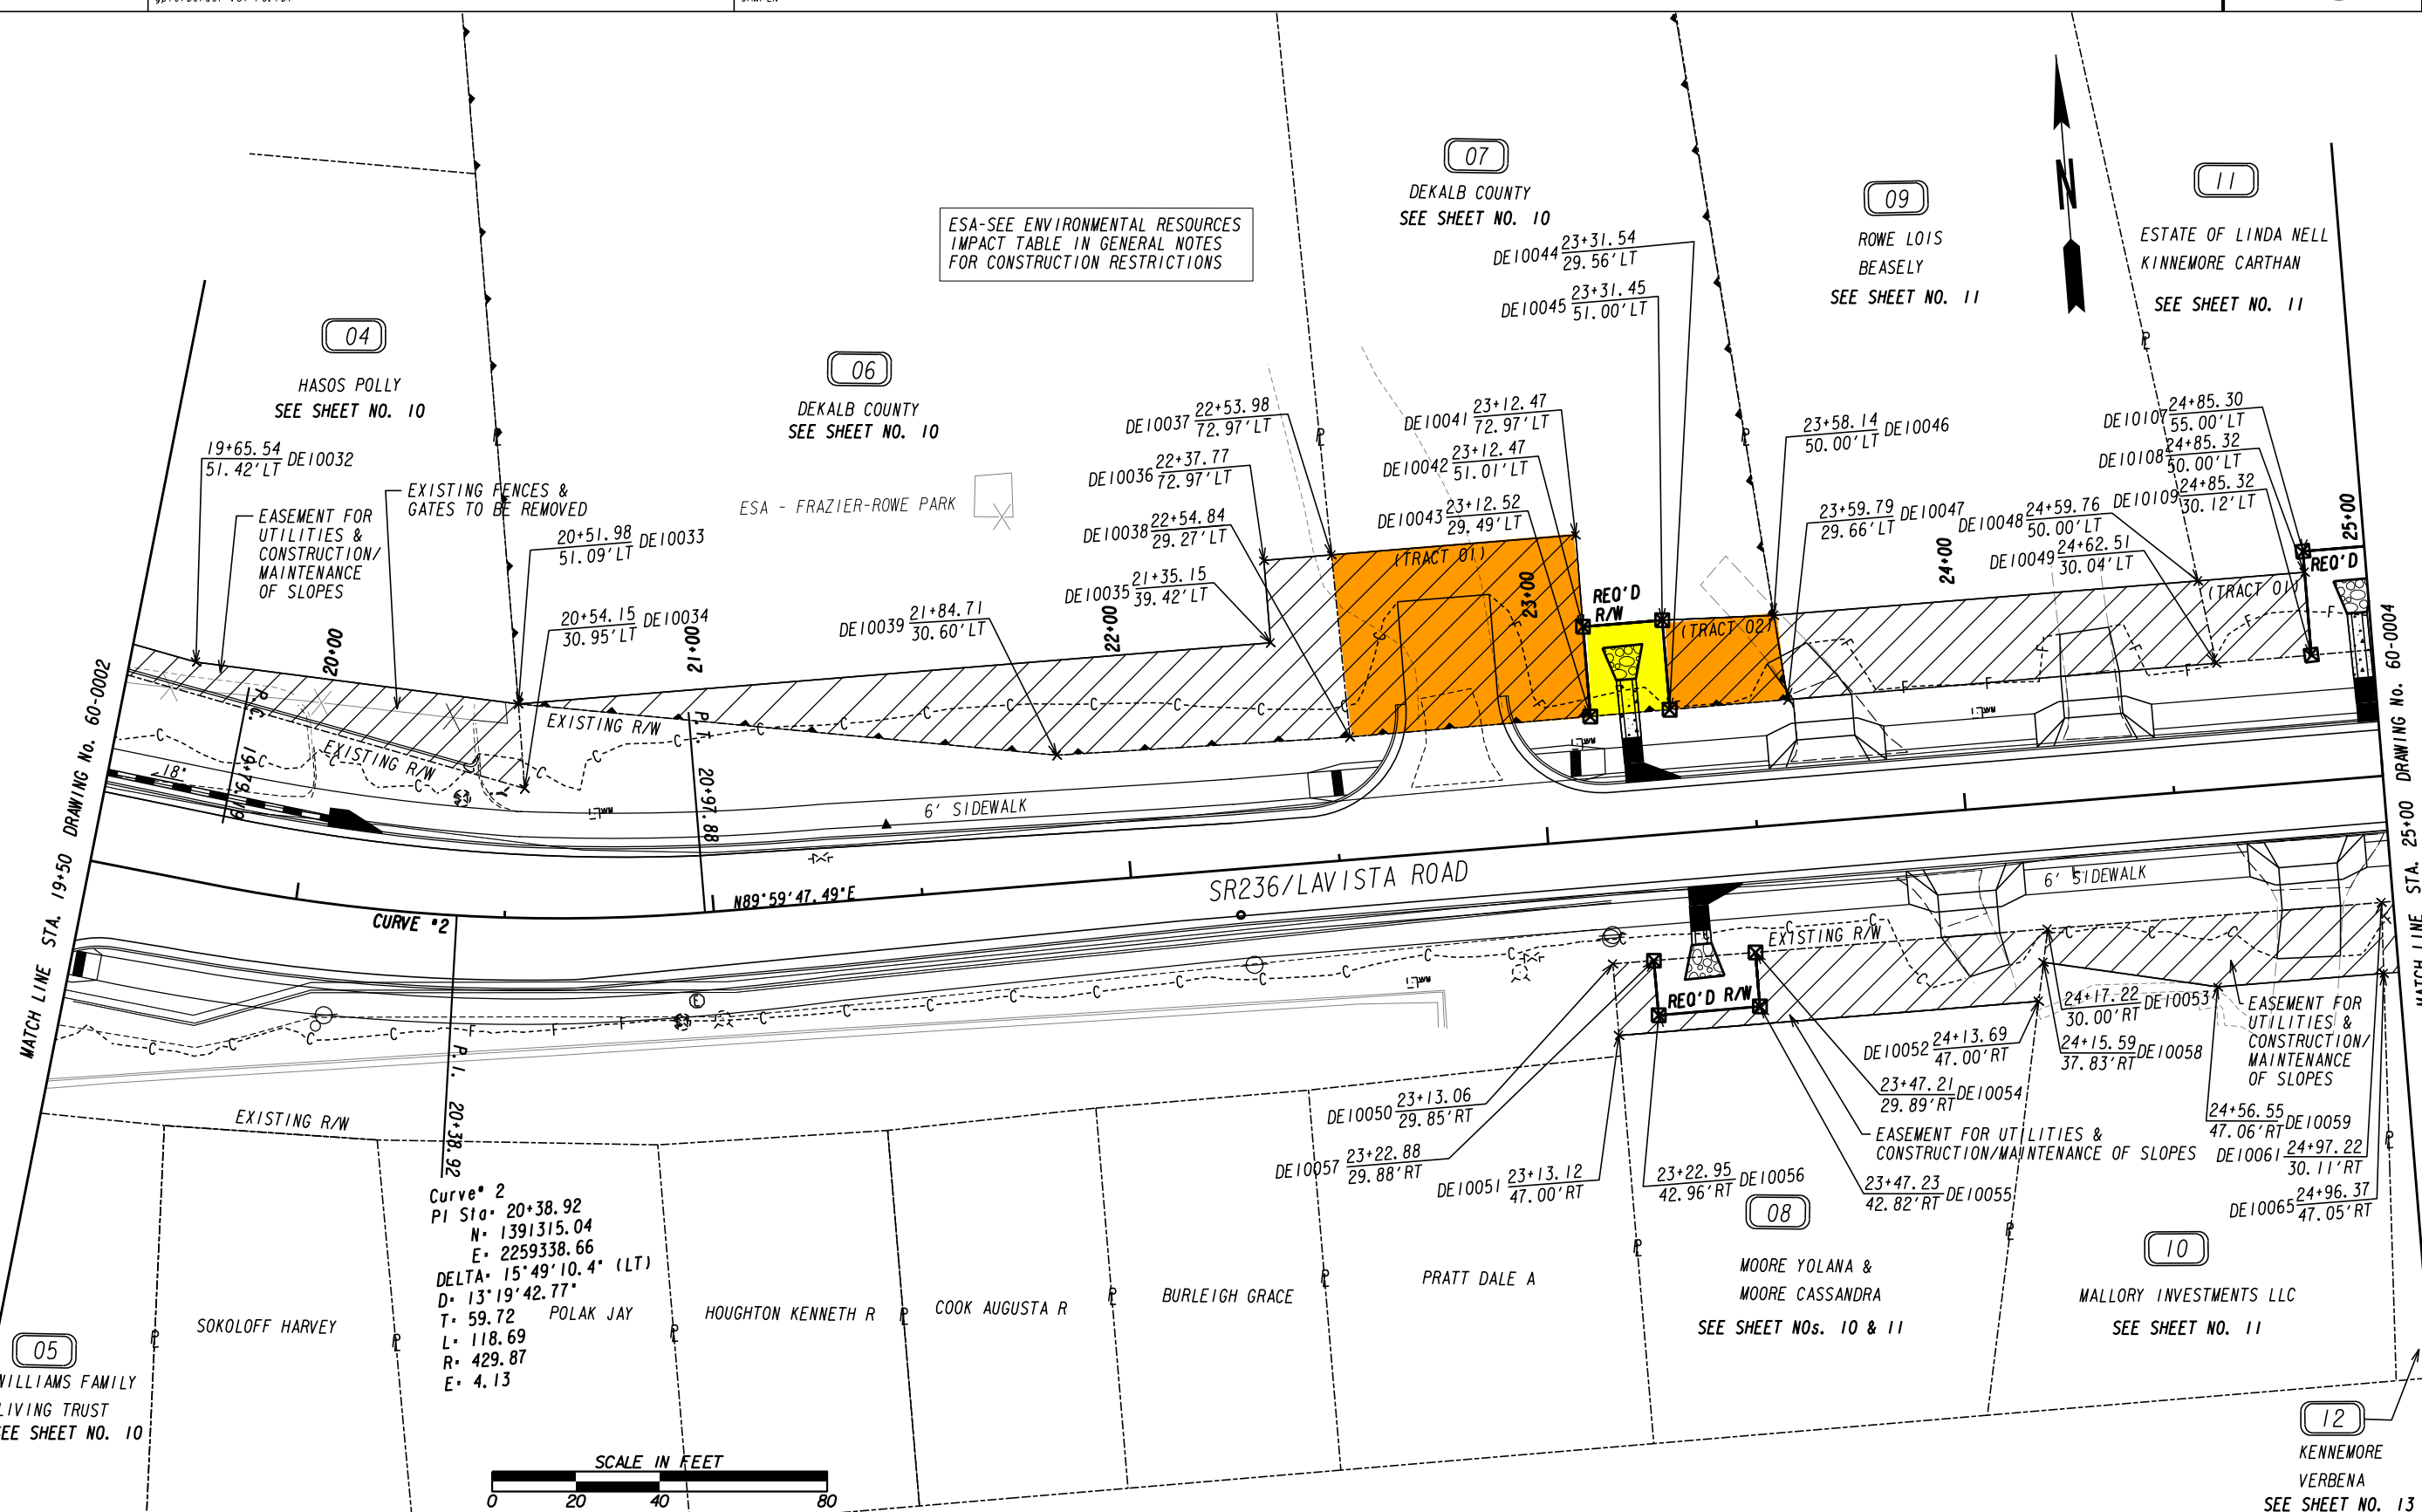 07
DEKALB COUNTY
SEE SHEET NO. 10
09
ROWE LOIS
BEASELY
SEE SHEET NO. 11
11
ESTATE OF LINDA NELL
KINNEMORE CARTHAN
SEE SHEET NO. 11
N
ESA-SEE ENVIRONMENTAL RESOURCES
IMPACT TABLE IN GENERAL NOTES
FOR CONSTRUCTION RESTRICTIONS
04
HASOS POLLY
SEE SHEET NO. 10
06
DEKALB COUNTY
SEE SHEET NO. 10
ESA - FRAZIER-ROWE PARK
19+65.54
51.42'LT
DE10032
EXISTING FENCES &
GATES TO BE REMOVED
EASEMENT FOR
UTILITIES &
CONSTRUCTION/
MAINTENANCE
OF SLOPES
20+51.98
51.09'LT
DE10033
20+54.15
30.95'LT
DE10034
DE10044
23+31.54
29.56'LT
DE10045
23+31.45
51.00'LT
DE10037
22+53.98
72.97'LT
DE10036
22+37.77
72.97'LT
DE10038
22+54.84
29.27'LT
DE10035
21+35.15
39.42'LT
DE10039
21+84.71
30.60'LT
DE10041
23+12.47
72.97'LT
DE10042
23+12.47
51.01'LT
DE10043
23+12.52
29.49'LT
23+58.14
50.00'LT
DE10046
23+59.79
29.66'LT
DE10047
DE10048
24+59.76
50.00'LT
DE10049
24+62.51
30.04'LT
DE10107
24+85.30
55.00'LT
DE10108
24+85.32
50.00'LT
DE10109
24+85.32
30.12'LT
(TRACT 01)
REQ'D
R/W
(TRACT 02)
(TRACT 01)
REQ'D
20+00
21+00
22+00
23+00
24+00
25+00
EXISTING R/W
EXISTING R/W
P.C.
19+79.19
P.T.
20+97.88
18"
6' SIDEWALK
MATCH LINE STA. 19+50 DRAWING No. 60-0002
MATCH LINE STA. 25+00 DRAWING No. 60-0004
CURVE #2
N89°59'47.49"E
SR236/LAVISTA ROAD
6' SIDEWALK
EXISTING R/W
REQ'D R/W
P.I.
20+38.92
EXISTING R/W
DE10050
23+13.06
29.85'RT
DE10057
23+22.88
29.88'RT
DE10051
23+13.12
47.00'RT
23+22.95
42.96'RT
DE10056
DE10052
24+13.69
47.00'RT
23+47.21
29.89'RT
DE10054
23+47.23
42.82'RT
DE10055
24+17.22
30.00'RT
DE10053
24+15.59
37.83'RT
DE10058
24+56.55
47.06'RT
DE10059
DE10061
24+97.22
30.11'RT
DE10065
24+96.37
47.05'RT
EASEMENT FOR UTILITIES &
CONSTRUCTION/MAINTENANCE OF SLOPES
EASEMENT FOR
UTILITIES &
CONSTRUCTION/
MAINTENANCE
OF SLOPES
Curve# 2
PI Sta= 20+38.92
N= 1391315.04
E= 2259338.66
DELTA= 15°49'10.4" (LT)
D= 13°19'42.77"
T= 59.72
L= 118.69
R= 429.87
E= 4.13
05
WILLIAMS FAMILY
LIVING TRUST
SEE SHEET NO. 10
SOKOLOFF HARVEY
POLAK JAY
HOUGHTON KENNETH R
COOK AUGUSTA R
BURLEIGH GRACE
PRATT DALE A
08
MOORE YOLANA &
MOORE CASSANDRA
SEE SHEET NOs. 10 & 11
10
MALLORY INVESTMENTS LLC
SEE SHEET NO. 11
12
KENNEMORE
VERBENA
SEE SHEET NO. 13
SCALE IN FEET
0 20 40 80